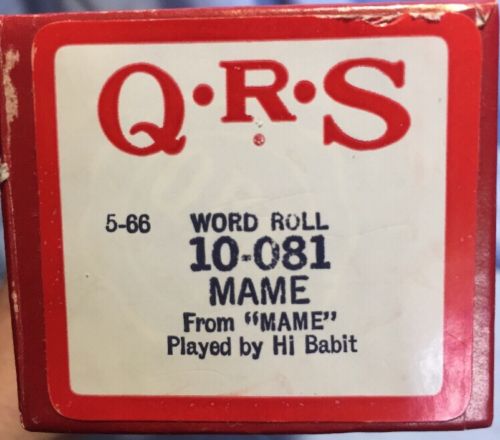 Q·R·S
®
5-66 WORD ROLL
10-081
MAME
From "MAME"
Played by Hi Babit